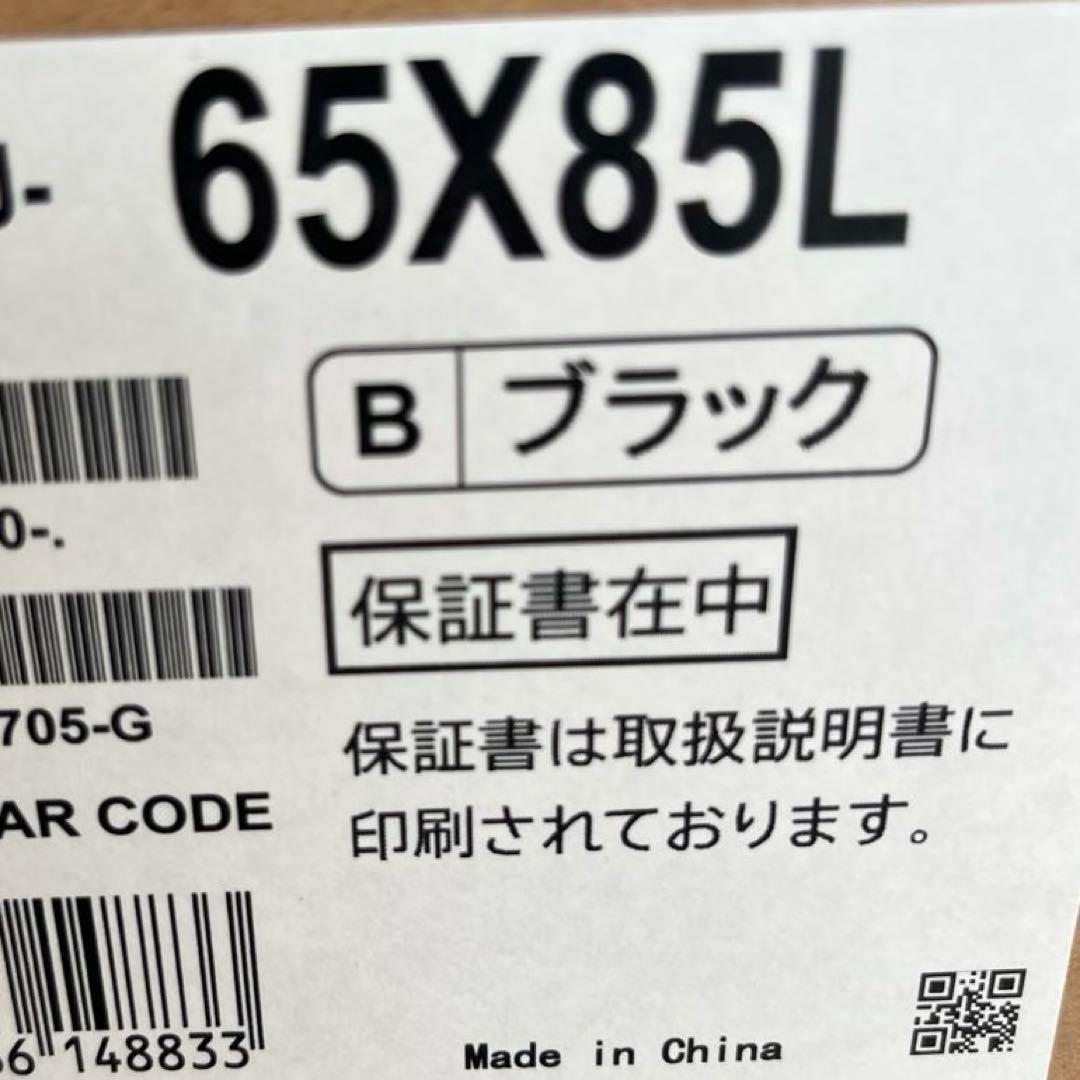 J- 65X85L
B ブラック
0-.
保証書在中
705-G
保証書は取扱説明書に
AR CODE
印刷されております。
6 148833
Made in China